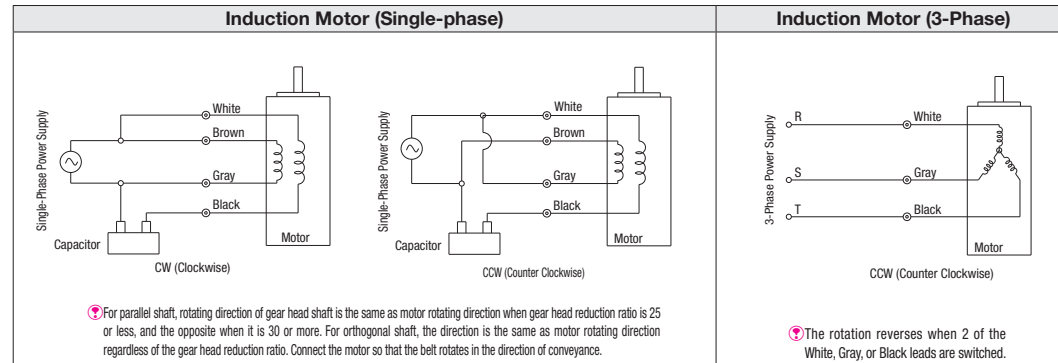 Induction Motor (Single-phase)
Induction Motor (3-Phase)
Single-Phase Power Supply
White
Brown
Gray
Black
Capacitor
Motor
CW (Clockwise)
Single-Phase Power Supply
White
Brown
Gray
Black
Capacitor
Motor
CCW (Counter Clockwise)
For parallel shaft, rotating direction of gear head shaft is the same as motor rotating direction when gear head reduction ratio is 25
or less, and the opposite when it is 30 or more. For orthogonal shaft, the direction is the same as motor rotating direction
regardless of the gear head reduction ratio. Connect the motor so that the belt rotates in the direction of conveyance.
3-Phase Power Supply
R
White
S
Gray
T
Black
Motor
CCW (Counter Clockwise)
The rotation reverses when 2 of the
White, Gray, or Black leads are switched.